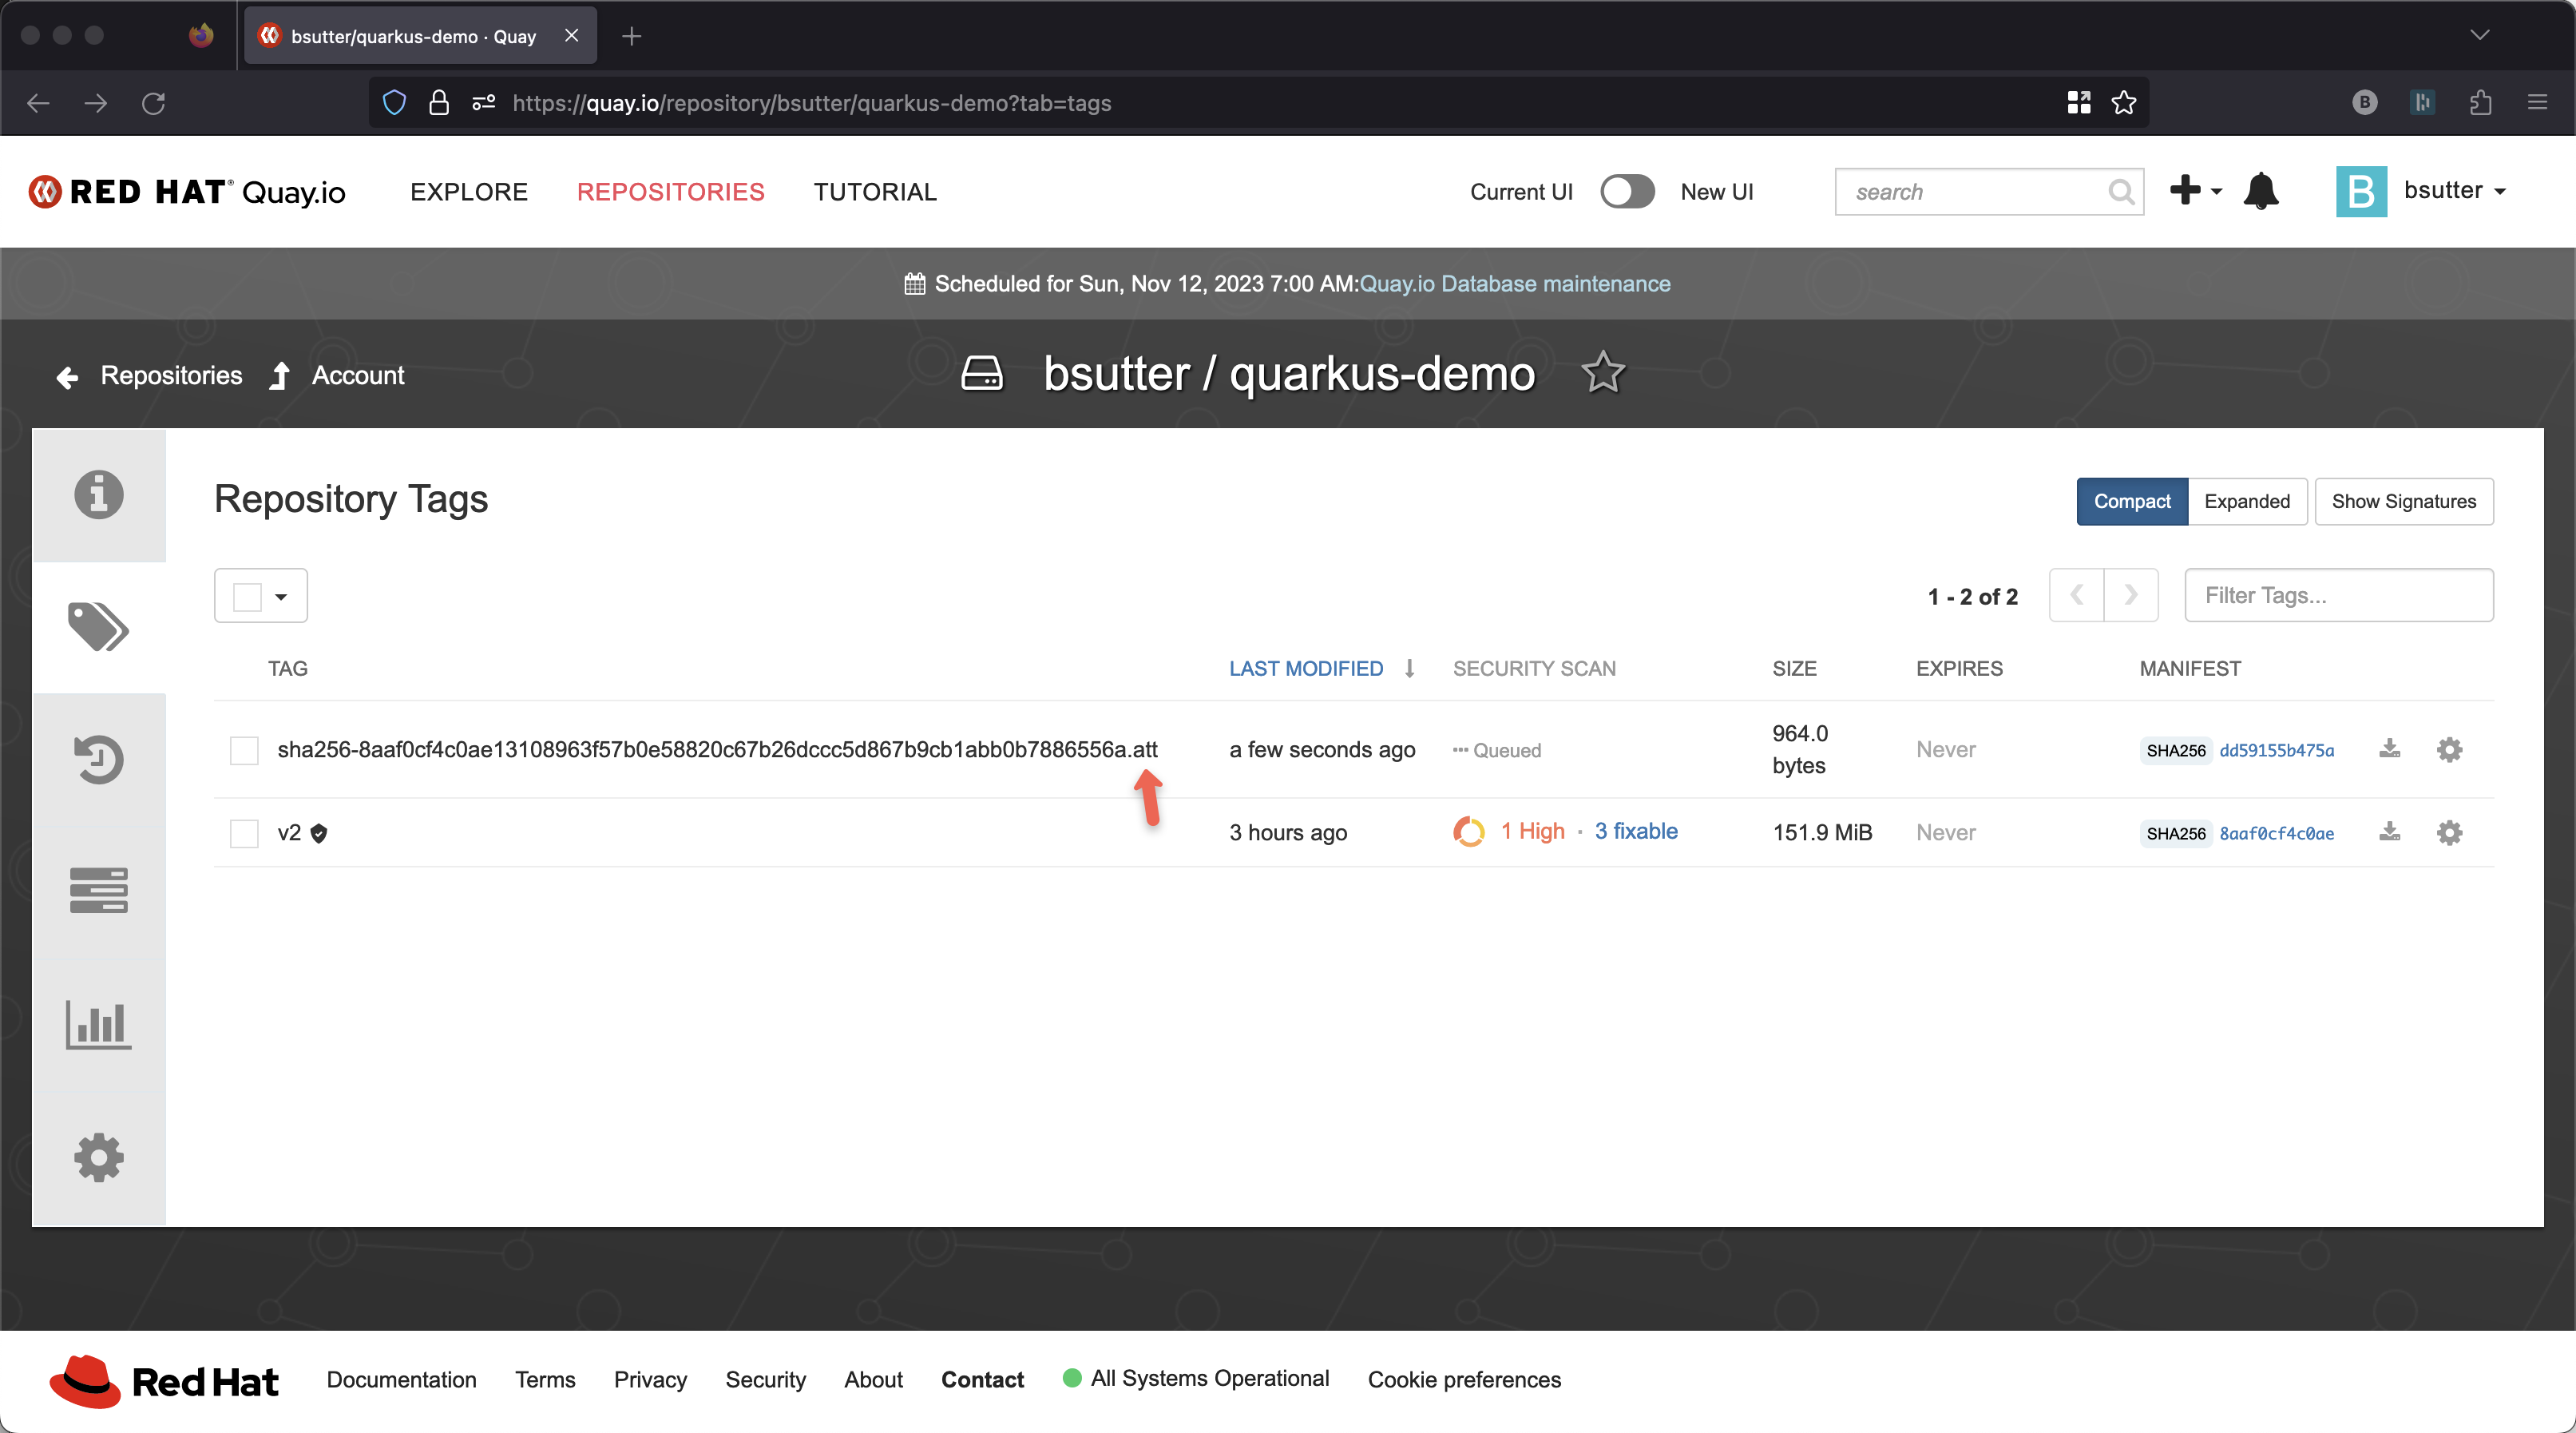 bsutter/quarkus-demo · Quay
https://quay.io/repository/bsutter/quarkus-demo?tab=tags
B
RED HAT® Quay.io EXPLORE REPOSITORIES TUTORIAL Current UI New UI search B bsutter
Scheduled for Sun, Nov 12, 2023 7:00 AM:Quay.io Database maintenance
Repositories Account bsutter / quarkus-demo
Repository Tags Compact Expanded Show Signatures
1 - 2 of 2 Filter Tags...
TAG LAST MODIFIED SECURITY SCAN SIZE EXPIRES MANIFEST
sha256-8aaf0cf4c0ae13108963f57b0e58820c67b26dccc5d867b9cb1abb0b7886556a.att a few seconds ago Queued 964.0 bytes Never SHA256 dd59155b475a
v2 3 hours ago 1 High · 3 fixable 151.9 MiB Never SHA256 8aaf0cf4c0ae
Red Hat Documentation Terms Privacy Security About Contact All Systems Operational Cookie preferences